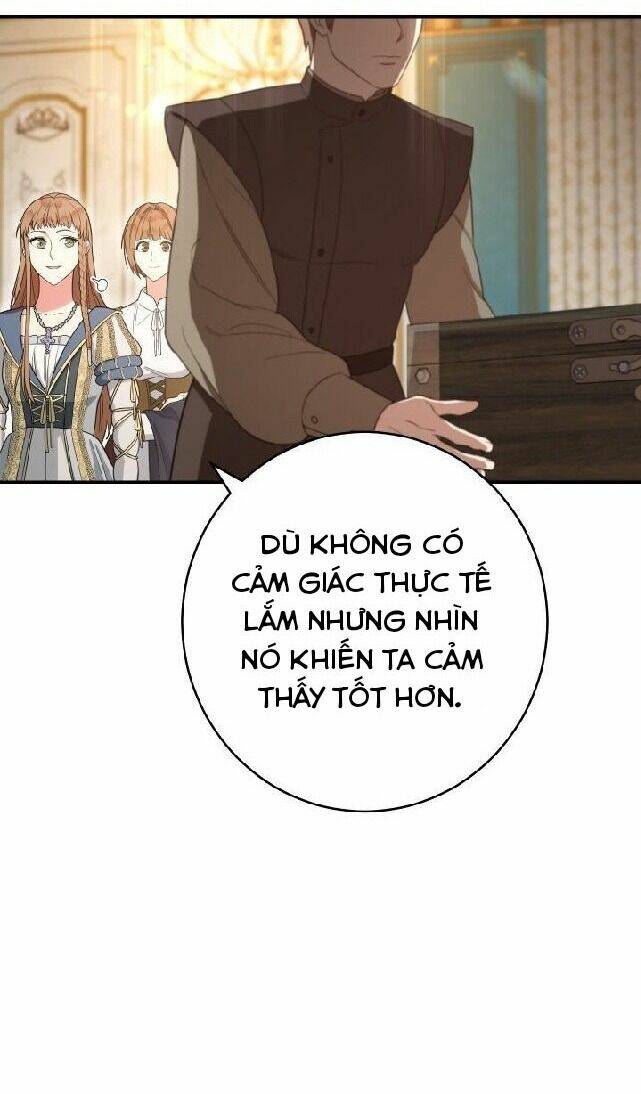 DÙ KHÔNG CÓ
CẢM GIÁC THỰC TẾ
LẮM NHƯNG NHÌN
NÓ KHIẾN TA CẢM
THẤY TỐT HƠN.